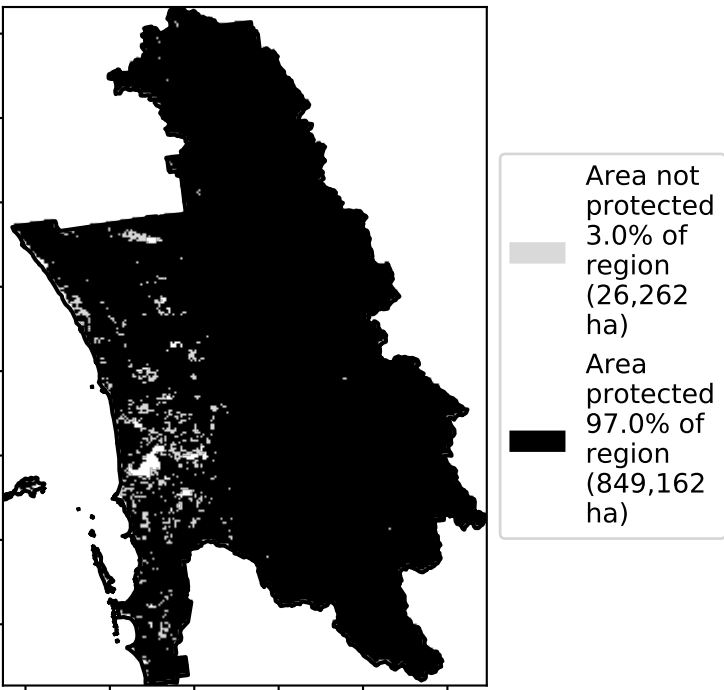 Area not
protected
3.0% of
region
(26,262
ha)
Area
protected
97.0% of
region
(849,162
ha)